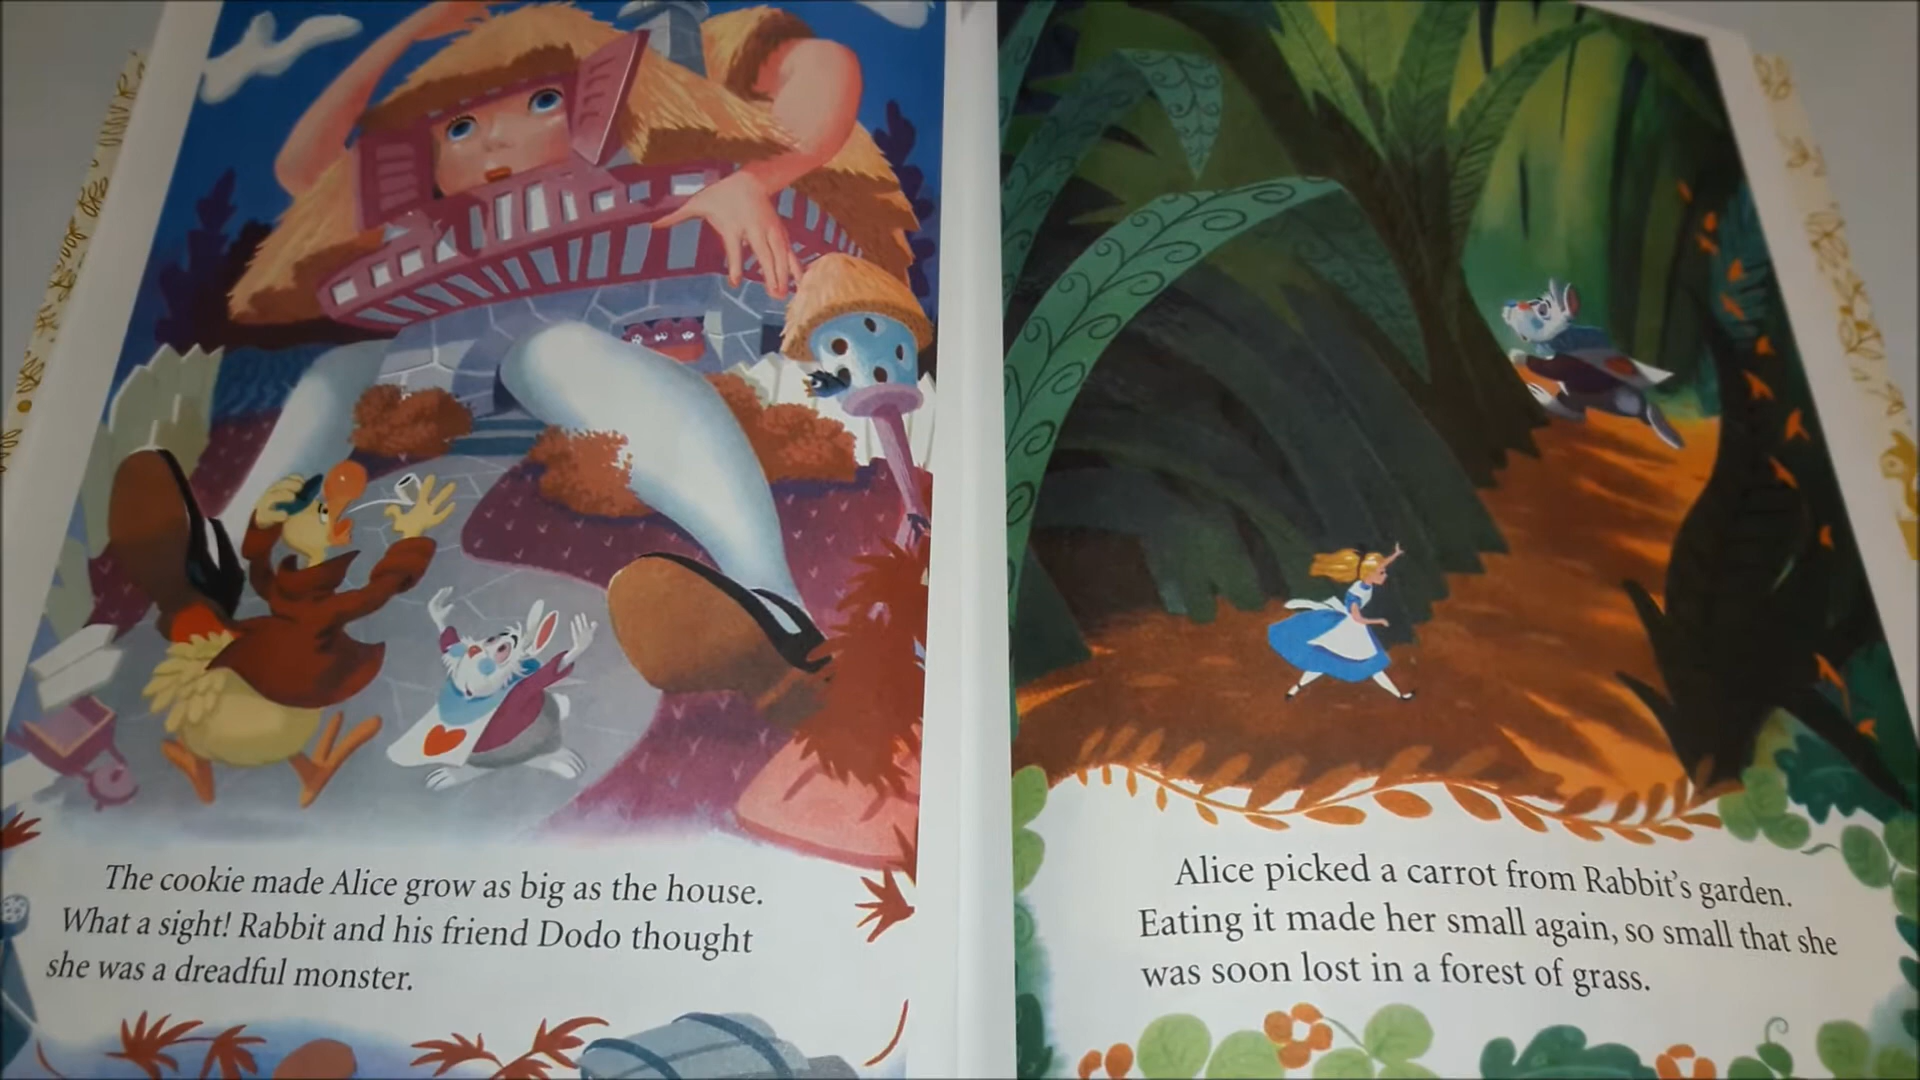 The cookie made Alice grow as big as the house.
What a sight! Rabbit and his friend Dodo thought
she was a dreadful monster.
Alice picked a carrot from Rabbit's garden.
Eating it made her small again, so small that she
was soon lost in a forest of grass.